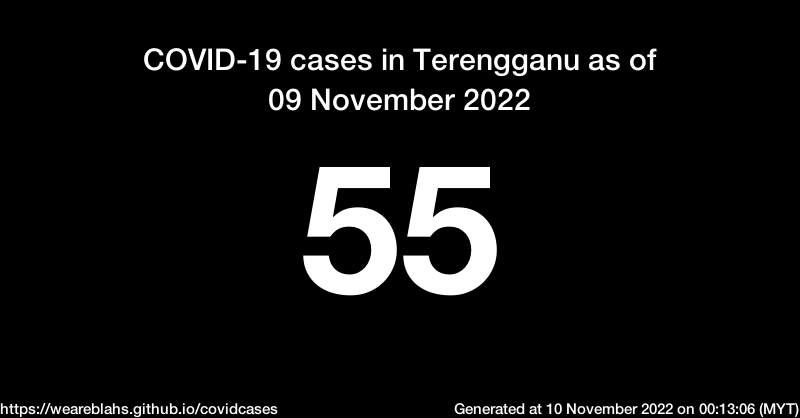 COVID-19 cases in Terengganu as of
09 November 2022
55
https://weareblahs.github.io/covidcases
Generated at 10 November 2022 on 00:13:06 (MYT)